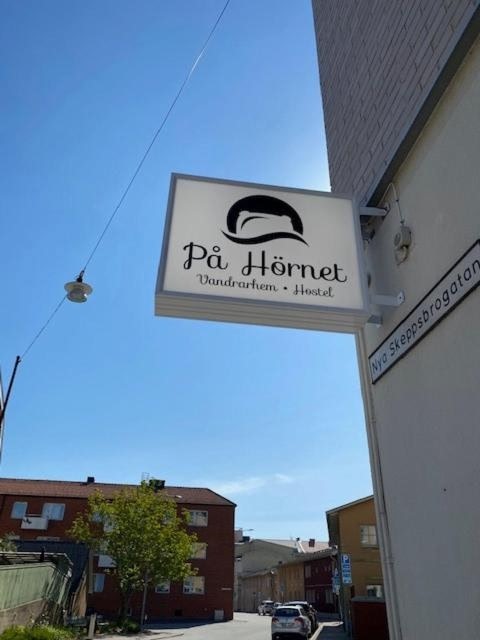 På Hörnet
Vandrarhem • Hostel
Nya Skeppsbrogatan